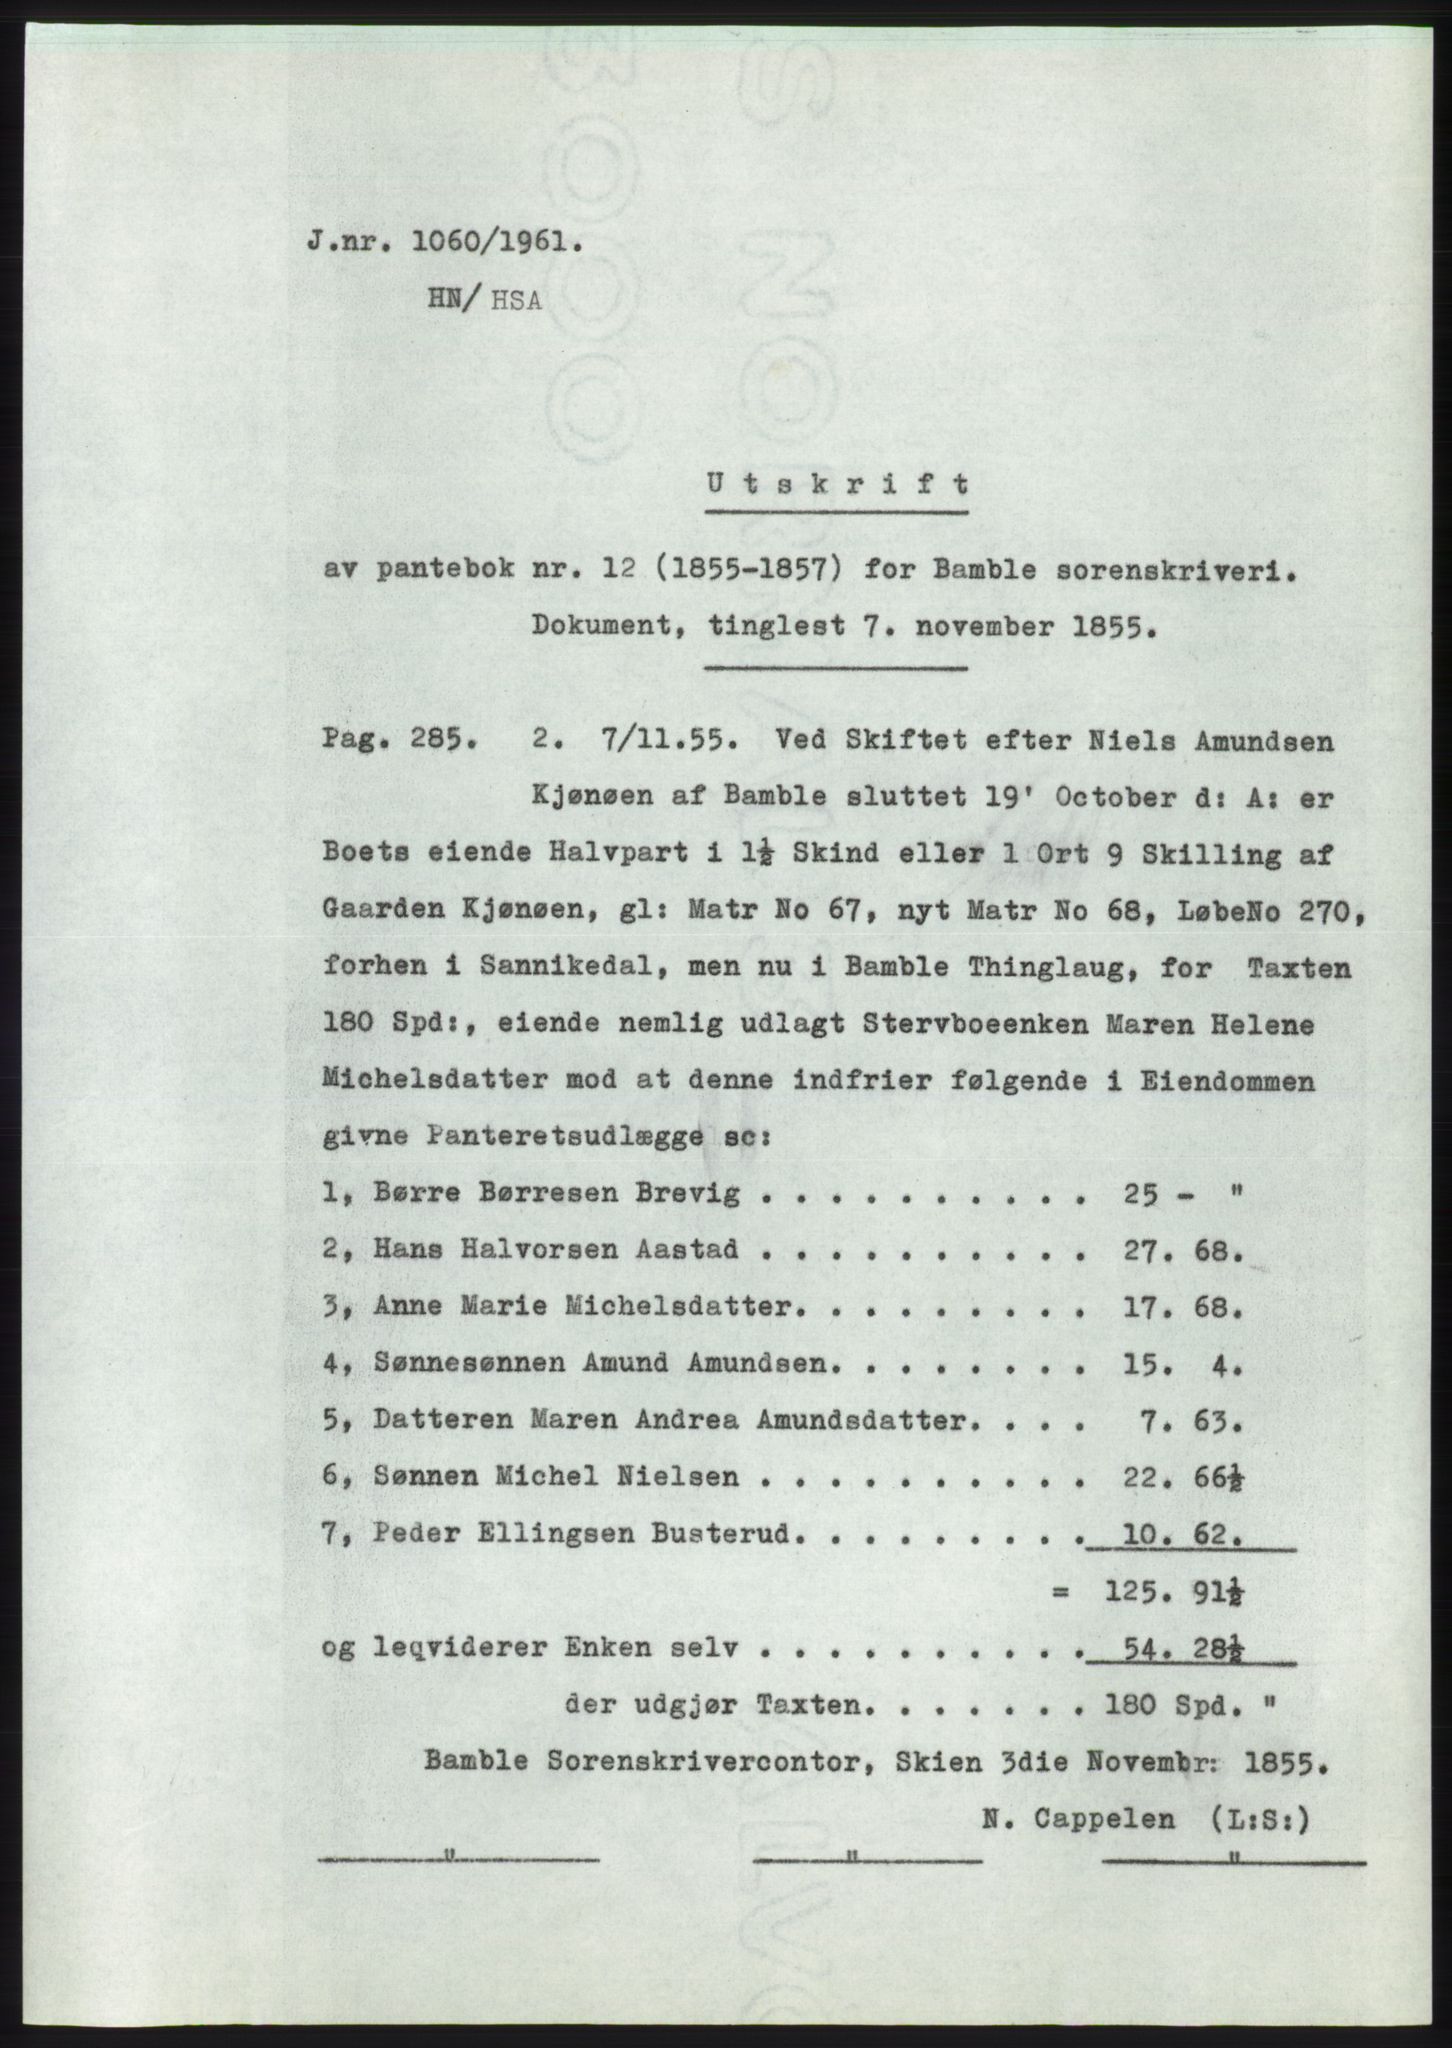 J.nr. 1060/1961.
HN/ HSA
U t s k r i f t
av pantebok nr. 12 (1855-1857) for Bamble sorenskriveri.
Dokument, tinglest 7. november 1855.
Pag. 285. 2. 7/11.55. Ved Skiftet efter Niels Amundsen
Kjønøen af Bamble sluttet 19' October d: A: er
Boets eiende Halvpart i 1½ Skind eller 1 Ort 9 Skilling af
Gaarden Kjønøen, gl: Matr No 67, nyt Matr No 68, LøbeNo 270,
forhen i Sannikedal, men nu i Bamble Thinglaug, for Taxten
180 Spd:, eiende nemlig udlagt Stervboeenken Maren Helene
Michelsdatter mod at denne indfrier følgende i Eiendommen
givne Panteretsudlægge sc:
1, Børre Børresen Brevig . . . . . . . . . . 25 - "
2, Hans Halvorsen Aastad . . . . . . . . . . 27. 68.
3, Anne Marie Michelsdatter. . . . . . . . . 17. 68.
4, Sønnesønnen Amund Amundsen. . . . . . . . 15. 4.
5, Datteren Maren Andrea Amundsdatter. . . . 7. 63.
6, Sønnen Michel Nielsen . . . . . . . . . . 22. 66½
7, Peder Ellingsen Busterud. . . . . . . . . 10. 62.
= 125. 91½
og leqviderer Enken selv . . . . . . . . . . 54. 28½
der udgjør Taxten. . . . . . . 180 Spd. "
Bamble Sorenskrivercontor, Skien 3die Novembr: 1855.
N. Cappelen (L:S:)
" " "